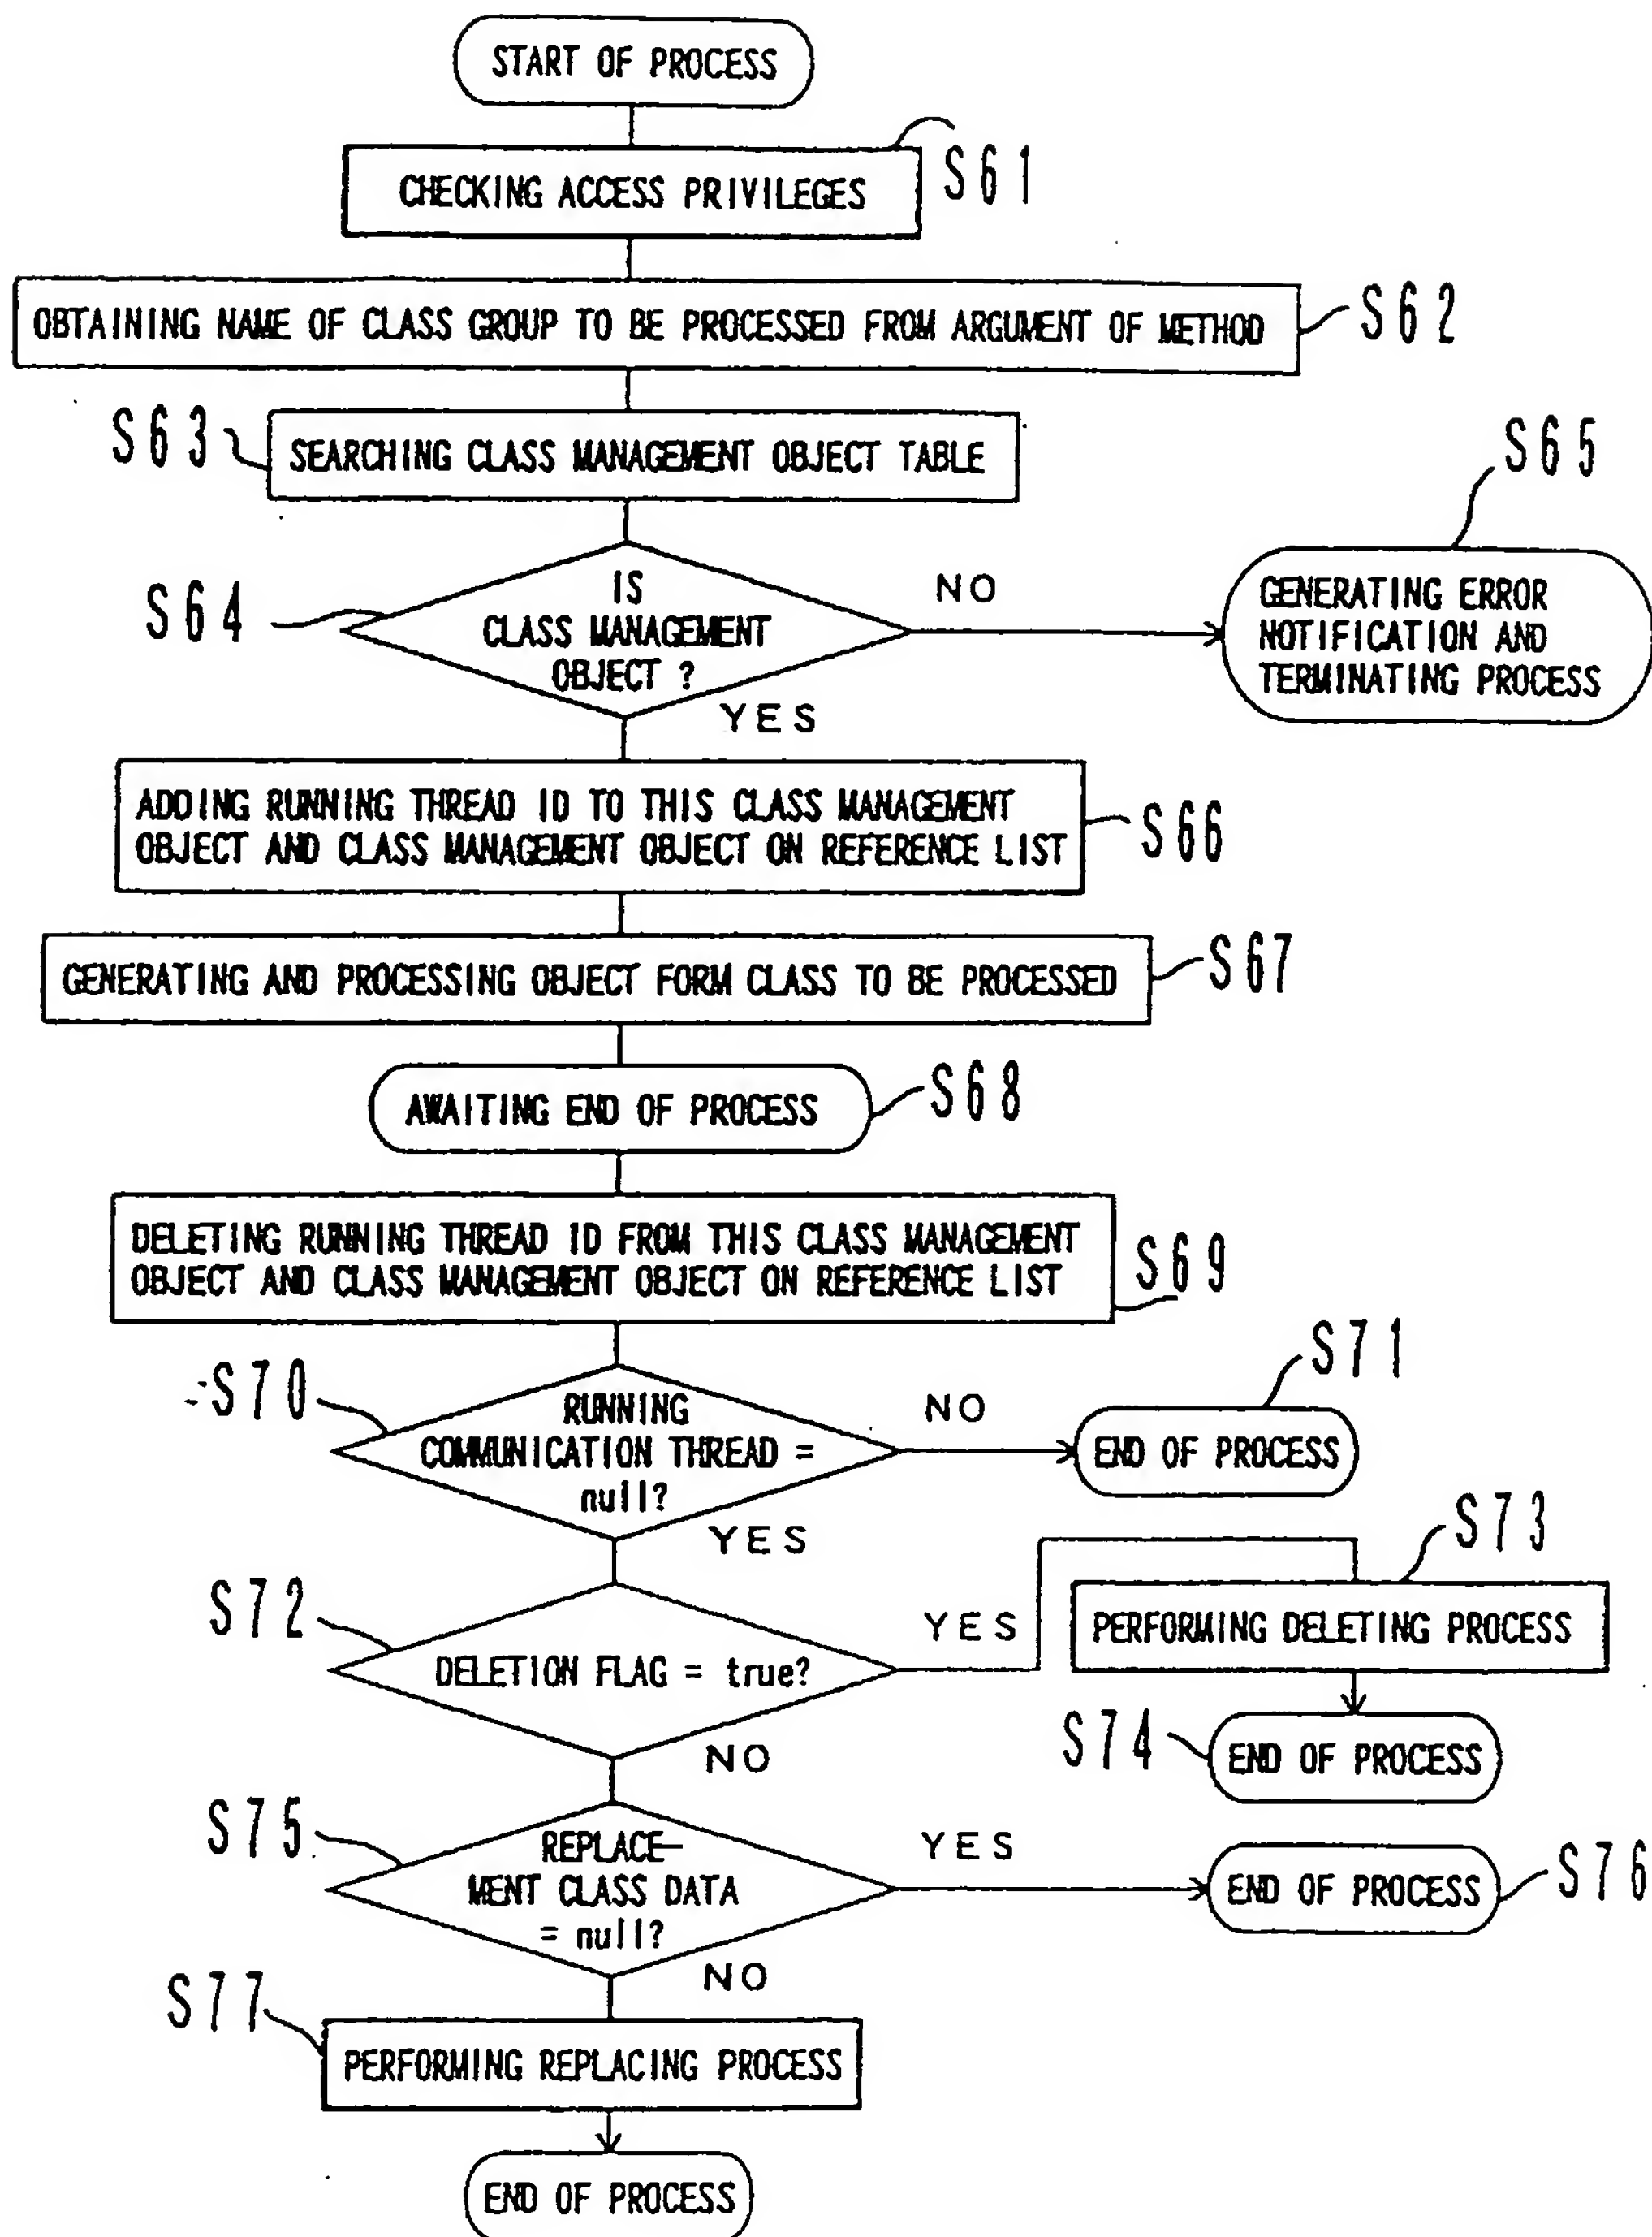 START OF PROCESS
S61
CHECKING ACCESS PRIVILEGES
S62
OBTAINING NAME OF CLASS GROUP TO BE PROCESSED FROM ARGUMENT OF METHOD
S63
SEARCHING CLASS MANAGEMENT OBJECT TABLE
S65
S64
IS
CLASS MANAGEMENT
OBJECT ?
NO
GENERATING ERROR
NOTIFICATION AND
TERMINATING PROCESS
YES
ADDING RUNNING THREAD ID TO THIS CLASS MANAGEMENT
OBJECT AND CLASS MANAGEMENT OBJECT ON REFERENCE LIST
S66
GENERATING AND PROCESSING OBJECT FORM CLASS TO BE PROCESSED
S67
AWAITING END OF PROCESS
S68
DELETING RUNNING THREAD ID FROM THIS CLASS MANAGEMENT
OBJECT AND CLASS MANAGEMENT OBJECT ON REFERENCE LIST
S69
S70
RUNNING
COMMUNICATION THREAD =
null?
NO
S71
END OF PROCESS
YES
S72
DELETION FLAG = true?
YES
S73
PERFORMING DELETING PROCESS
S74
END OF PROCESS
NO
S75
REPLACE-
MENT CLASS DATA
= null?
YES
END OF PROCESS
S76
NO
S77
PERFORMING REPLACING PROCESS
END OF PROCESS